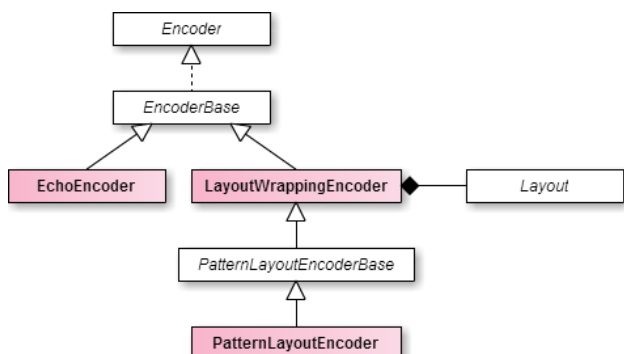 Encoder
EncoderBase
EchoEncoder
LayoutWrappingEncoder
Layout
PatternLayoutEncoderBase
PatternLayoutEncoder